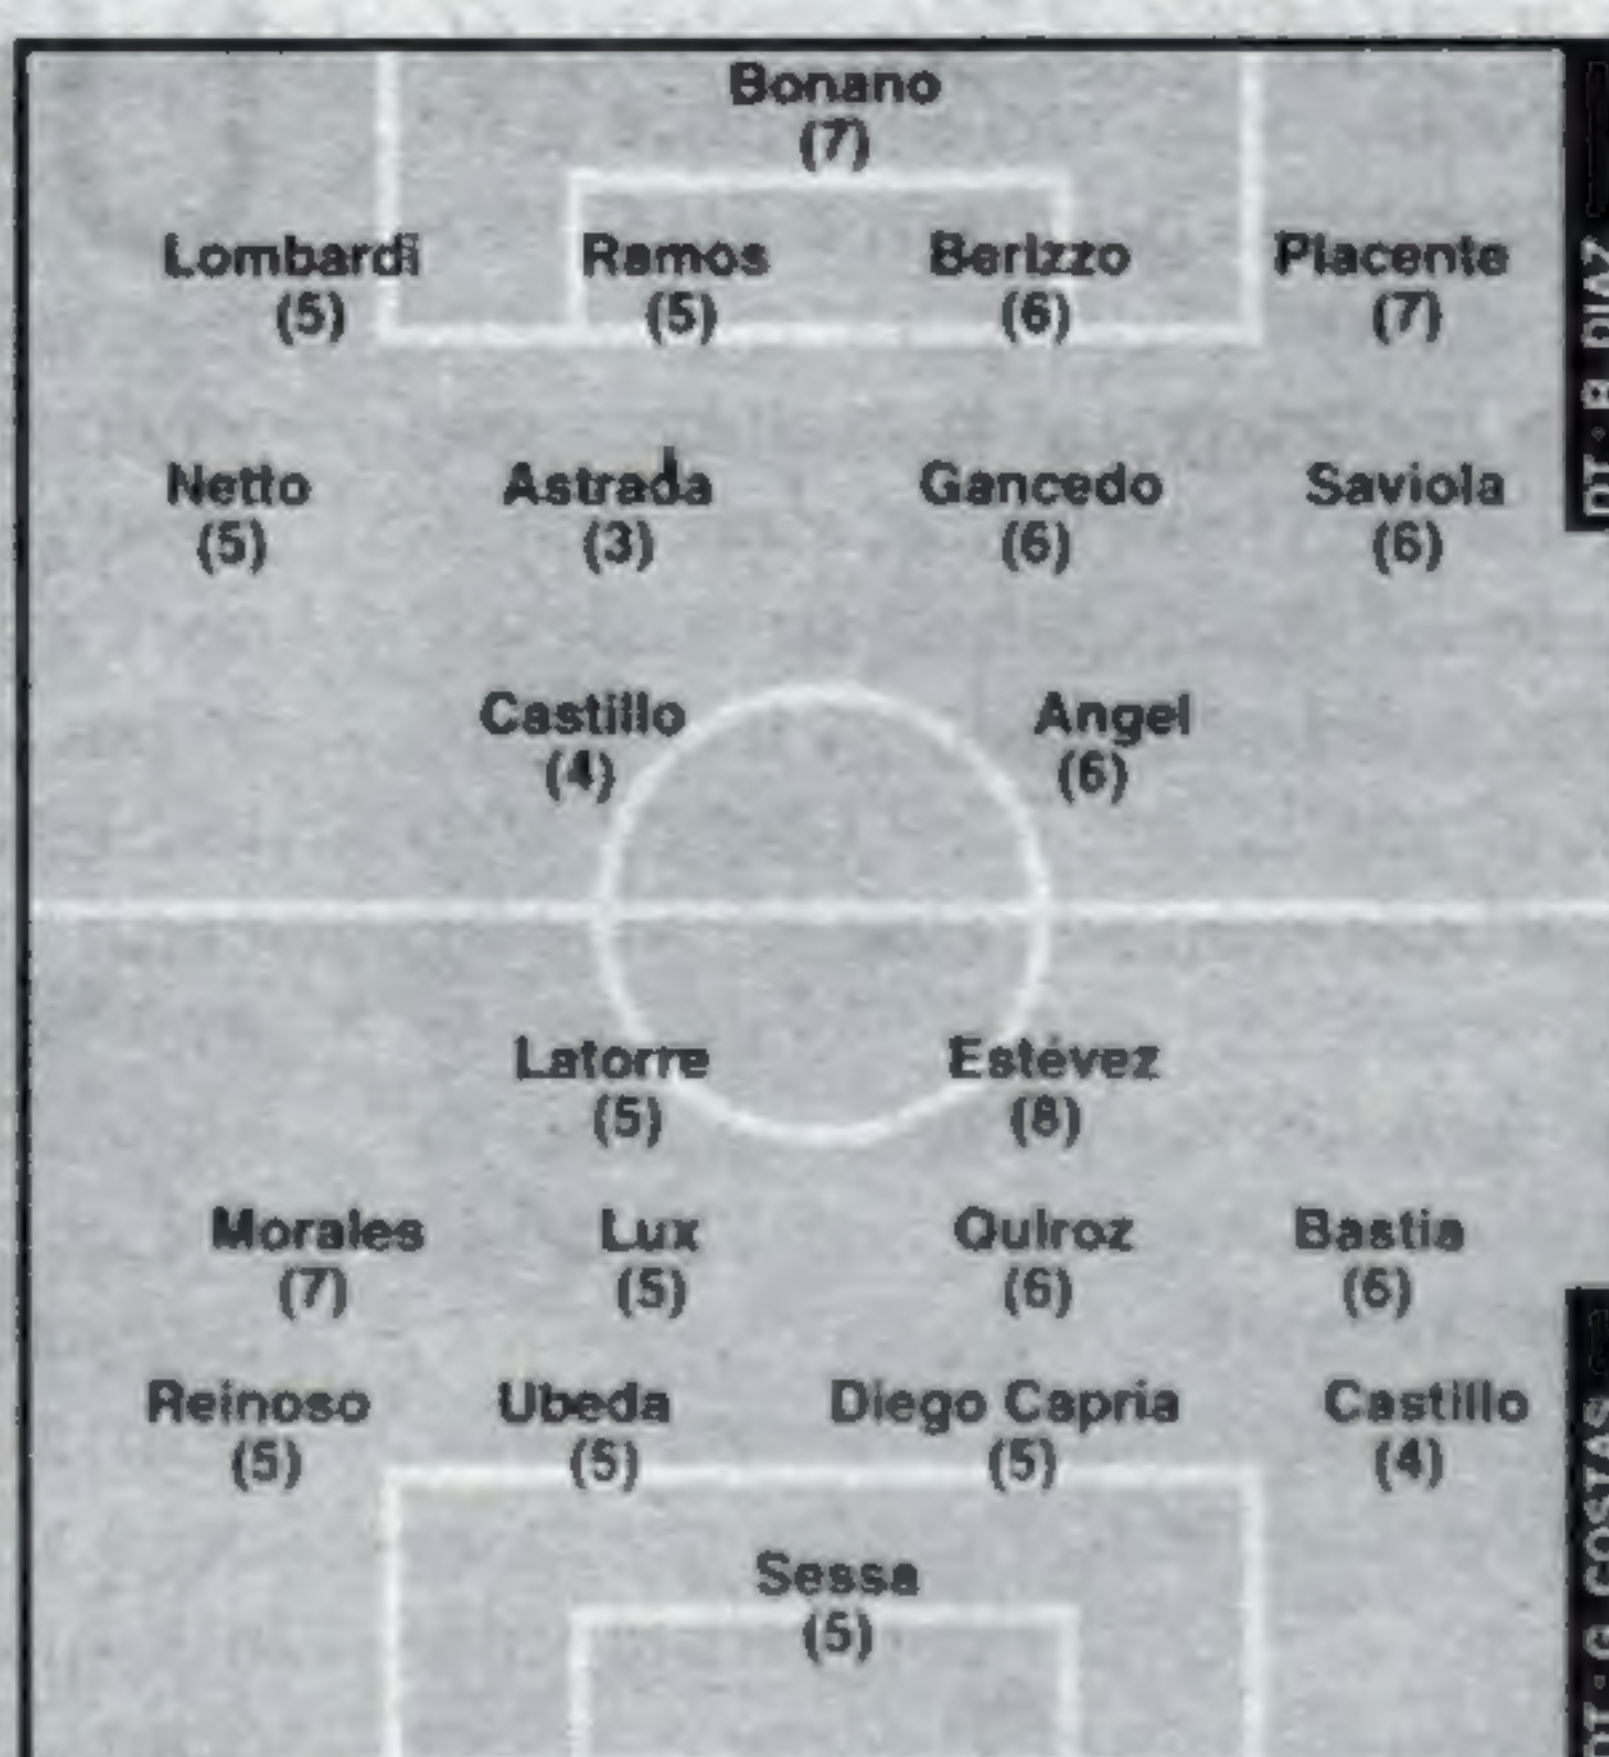 Bonano
(7)
Lombardi Ramos Berizzo Placente
(5) (5) (6) (7)
Netto Astrada Gancedo Saviola
(5) (3) (6) (6)
Castillo Angel
(4) (6)
Latorre Estévez
(5) (8)
Morales Lux Quiroz Bastia
(7) (5) (6) (6)
Reinoso Ubeda Diego Capria Castillo
(5) (5) (5) (4)
Sessa
(5)
DT: R DIAZ
DT: G COSTAS